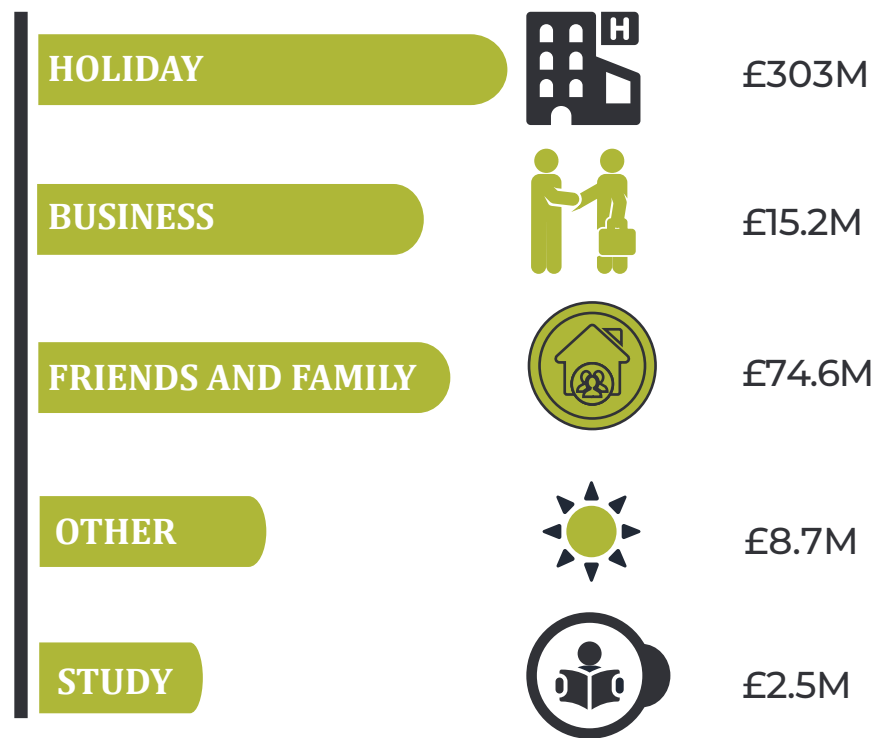 HOLIDAY
H
£303M
BUSINESS
£15.2M
FRIENDS AND FAMILY
£74.6M
OTHER
£8.7M
STUDY
£2.5M